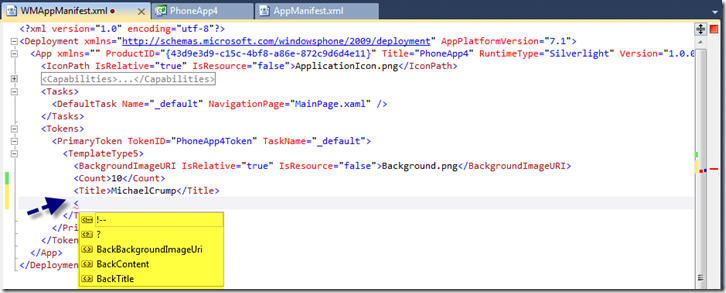 WMAppManifest.xml
PhoneApp4
AppManifest.xml
<?xml version="1.0" encoding="utf-8"?>
<Deployment xmlns="http://schemas.microsoft.com/windowsphone/2009/deployment" AppPlatformVersion="7.1">
<App xmlns="" ProductID="{43d9e3d9-c15c-4bf8-a86e-872c9d6d4e11}" Title="PhoneApp4" RuntimeType="Silverlight" Version="1.0.0
<IconPath IsRelative="true" IsResource="false">ApplicationIcon.png</IconPath>
<Capabilities>...</Capabilities>
<Tasks>
<DefaultTask Name="_default" NavigationPage="MainPage.xaml" />
</Tasks>
<Tokens>
<PrimaryToken TokenID="PhoneApp4Token" TaskName="_default">
<TemplateType5>
<BackgroundImageURI IsRelative="true" IsResource="false">Background.png</BackgroundImageURI>
<Count>10</Count>
<Title>MichaelCrump</Title>
<
</T
</Pri
</Token
</App>
</Deploymen
!--
?
BackBackgroundImageUri
BackContent
BackTitle